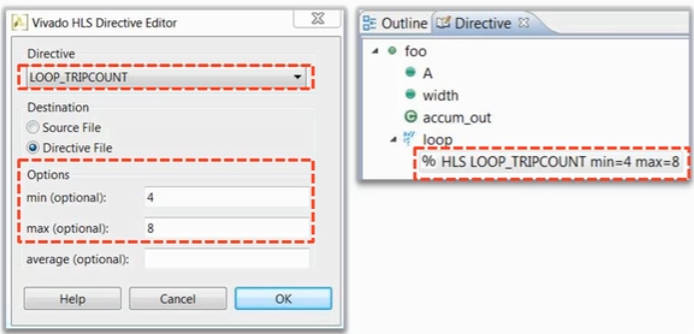 Vivado HLS Directive Editor
Directive
LOOP_TRIPCOUNT
Destination
Source File
Directive File
Options
min (optional): 4
max (optional): 8
average (optional):
Help Cancel OK
Outline Directive
foo
A
width
accum_out
loop
% HLS LOOP_TRIPCOUNT min=4 max=8